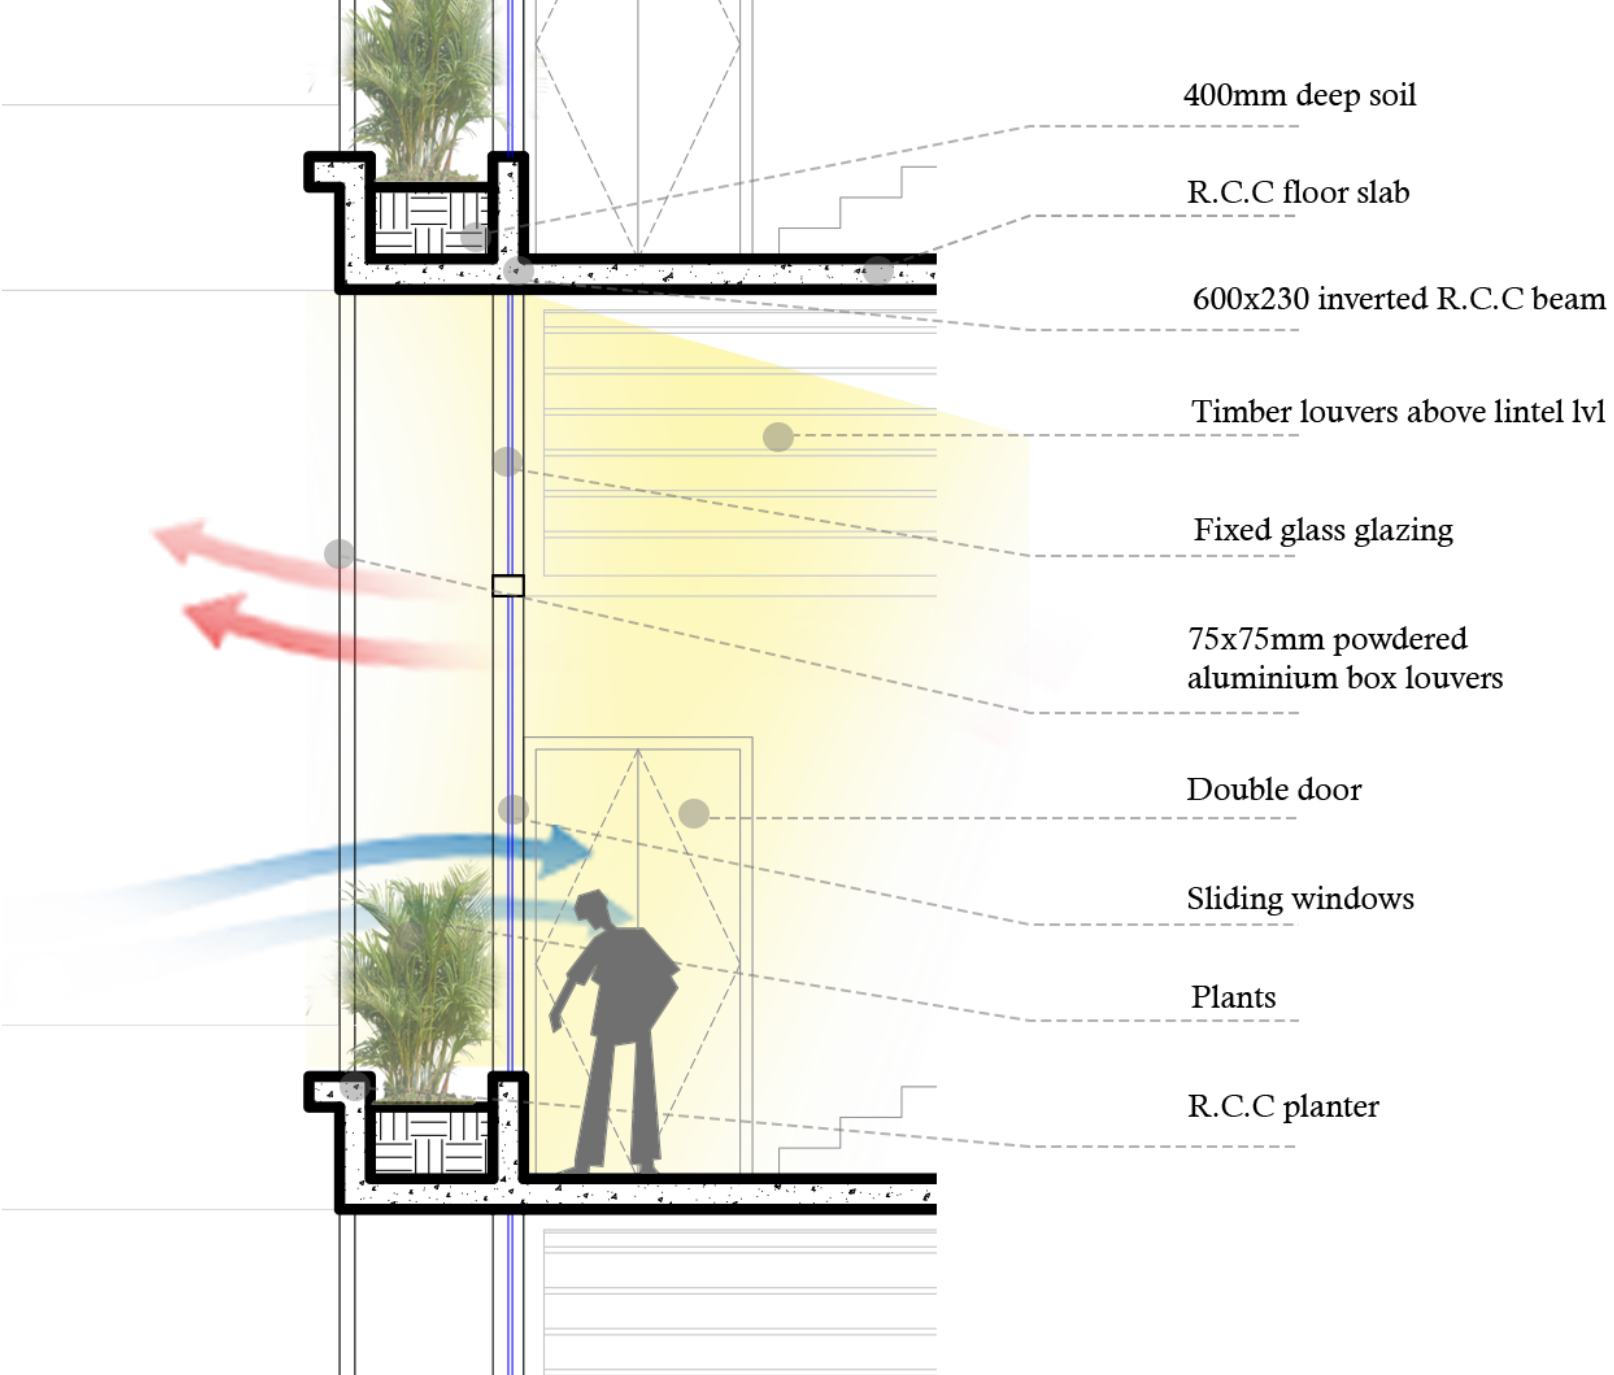 400mm deep soil
R.C.C floor slab
600x230 inverted R.C.C beam
Timber louvers above lintel lvl
Fixed glass glazing
75x75mm powdered
aluminium box louvers
Double door
Sliding windows
Plants
R.C.C planter